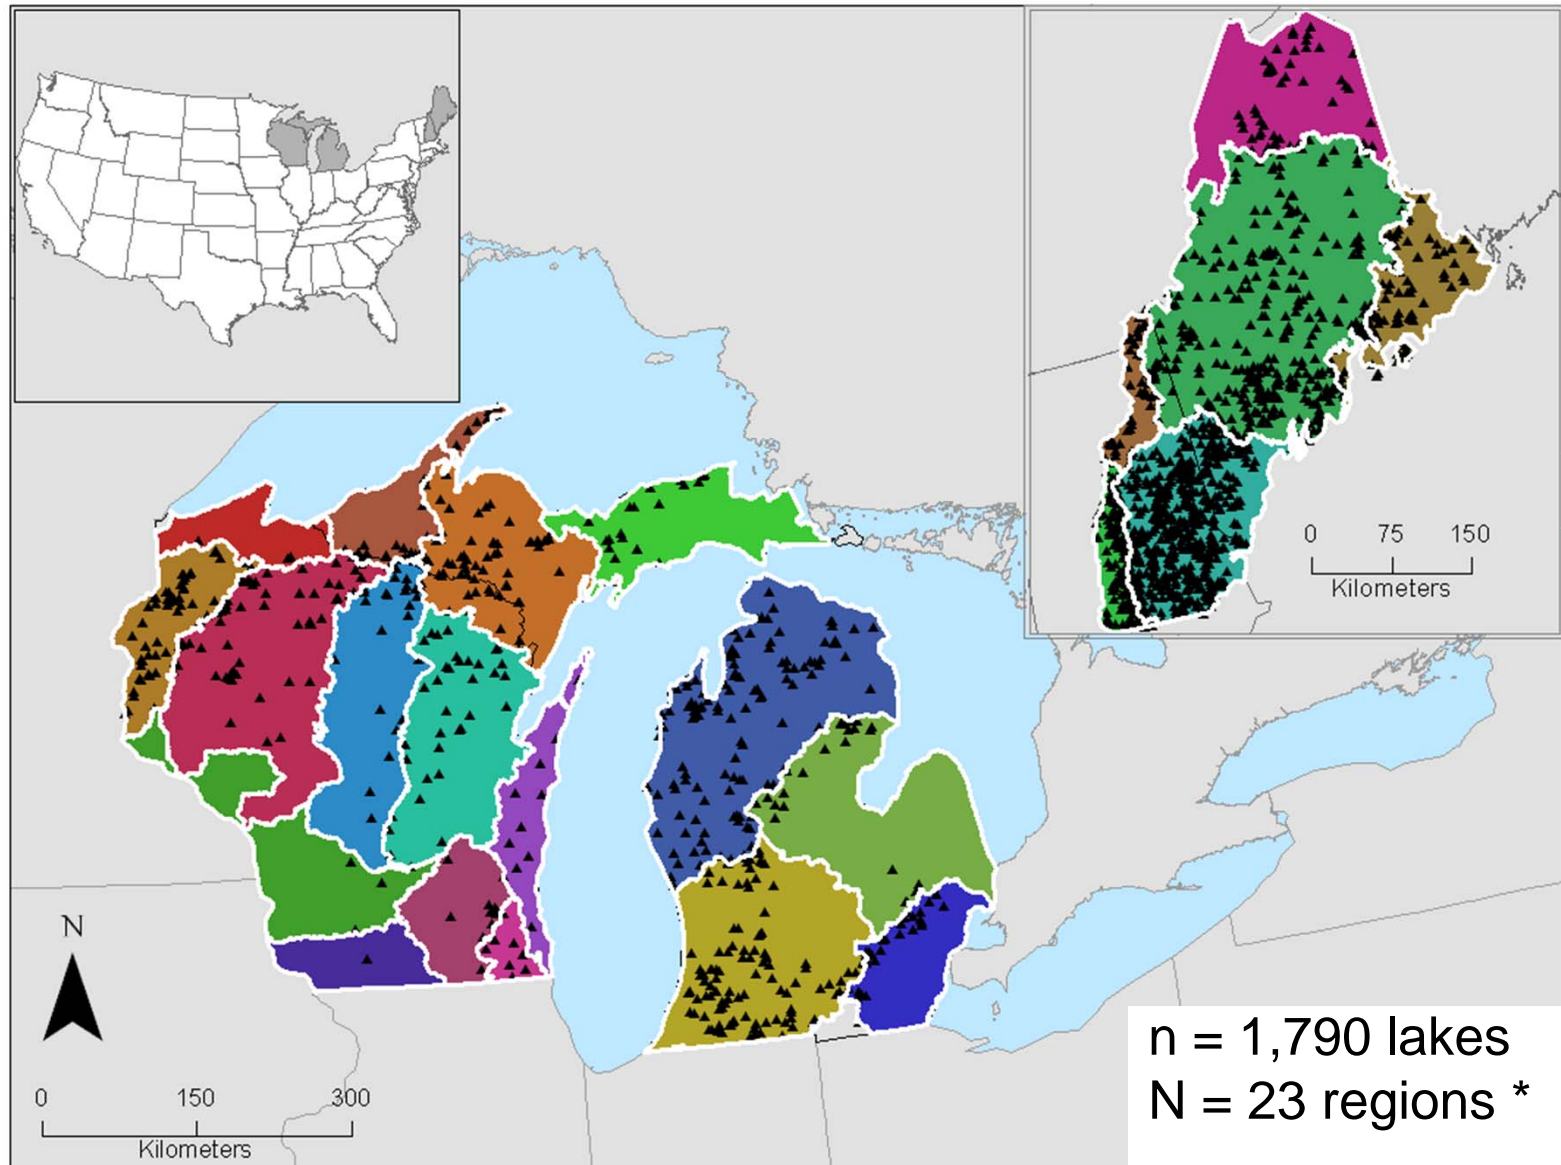 0 75 150
Kilometers
N
0 150 300
Kilometers
n = 1,790 lakes
N = 23 regions *